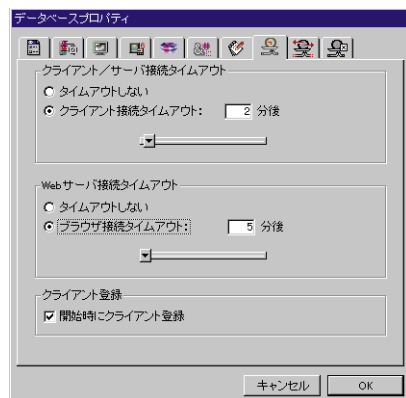 データベースプロパティ
クライアント/サーバ接続タイムアウト
タイムアウトしない
クライアント接続タイムアウト: 2 分後
Webサーバ接続タイムアウト
タイムアウトしない
ブラウザ接続タイムアウト: 5 分後
クライアント登録
開始時にクライアント登録
キャンセル OK